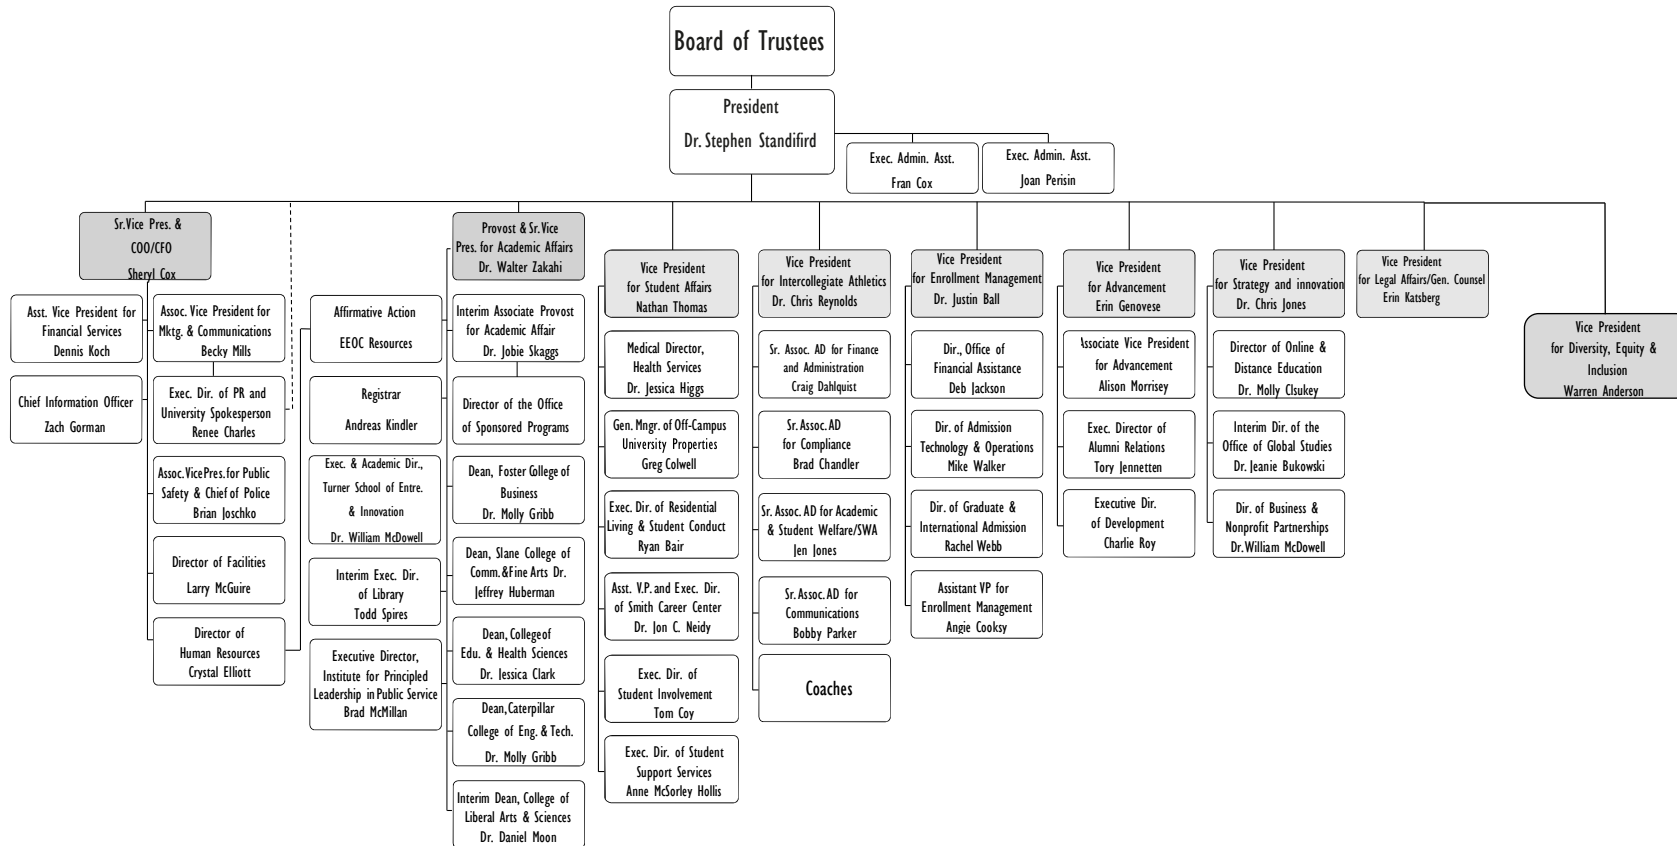 Board of Trustees
President
Dr. Stephen Standifird
Exec. Admin. Asst.
Fran Cox
Exec. Admin. Asst.
Joan Perisin
Sr. Vice Pres. &
COO/CFO
Sheryl Cox
Asst. Vice President for
Financial Services
Dennis Koch
Chief Information Officer
Zach Gorman
Assoc. Vice President for
Mktg. & Communications
Becky Mills
Exec. Dir. of PR and
University Spokesperson
Renee Charles
Assoc. Vice Pres. for Public
Safety & Chief of Police
Brian Joschko
Director of Facilities
Larry McGuire
Director of
Human Resources
Crystal Elliott
Affirmative Action
EEOC Resources
Registrar
Andreas Kindler
Exec. & Academic Dir.,
Turner School of Entre.
& Innovation
Dr. William McDowell
Interim Exec. Dir.
of Library
Todd Spires
Executive Director,
Institute for Principled
Leadership in Public Service
Brad McMillan
Provost & Sr. Vice
Pres. for Academic Affairs
Dr. Walter Zakahi
Interim Associate Provost
for Academic Affair
Dr. Jobie Skaggs
Director of the Office
of Sponsored Programs
Dean, Foster College of
Business
Dr. Molly Gribb
Dean, Slane College of
Comm.&Fine Arts Dr.
Jeffrey Huberman
Dean, College of
Edu. & Health Sciences
Dr. Jessica Clark
Dean, Caterpillar
College of Eng. & Tech.
Dr. Molly Gribb
Interim Dean, College of
Liberal Arts & Sciences
Dr. Daniel Moon
Vice President
for Student Affairs
Nathan Thomas
Medical Director,
Health Services
Dr. Jessica Higgs
Gen. Mngr. of Off-Campus
University Properties
Greg Colwell
Exec. Dir. of Residential
Living & Student Conduct
Ryan Bair
Asst. V.P. and Exec. Dir.
of Smith Career Center
Dr. Jon C. Neidy
Exec. Dir. of
Student Involvement
Tom Coy
Exec. Dir. of Student
Support Services
Anne McSorley Hollis
Vice President
for Intercollegiate Athletics
Dr. Chris Reynolds
Sr. Assoc. AD for Finance
and Administration
Craig Dahlquist
Sr. Assoc. AD
for Compliance
Brad Chandler
Sr. Assoc. AD for Academic
& Student Welfare/SWA
Jen Jones
Sr. Assoc. AD for
Communications
Bobby Parker
Coaches
Vice President
for Enrollment Management
Dr. Justin Ball
Dir., Office of
Financial Assistance
Deb Jackson
Dir. of Admission
Technology & Operations
Mike Walker
Dir. of Graduate &
International Admission
Rachel Webb
Assistant VP for
Enrollment Management
Angie Cooksy
Vice President
for Advancement
Erin Genovese
Associate Vice President
for Advancement
Alison Morrisey
Exec. Director of
Alumni Relations
Tory Jennetten
Executive Dir.
of Development
Charlie Roy
Vice President
for Strategy and innovation
Dr. Chris Jones
Director of Online &
Distance Education
Dr. Molly Clsukey
Interim Dir. of the
Office of Global Studies
Dr. Jeanie Bukowski
Dir. of Business &
Nonprofit Partnerships
Dr. William McDowell
Vice President
for Legal Affairs/Gen. Counsel
Erin Katsberg
Vice President
for Diversity, Equity &
Inclusion
Warren Anderson